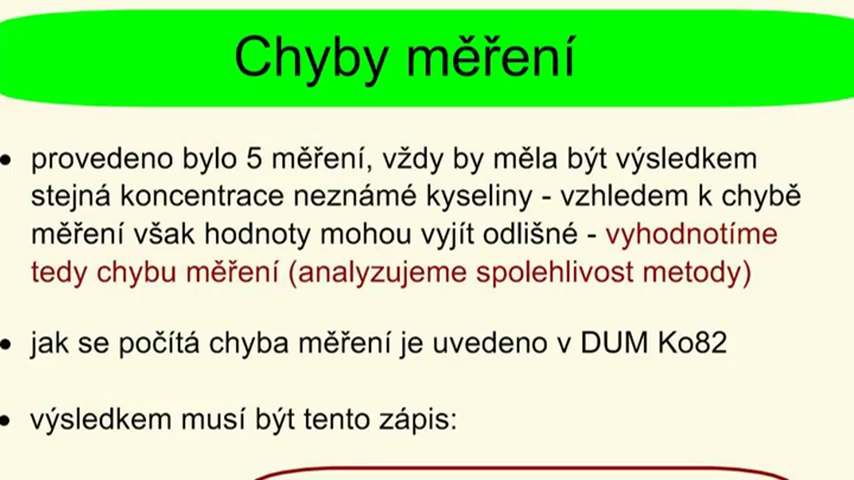 Chyby měření
• provedeno bylo 5 měření, vždy by měla být výsledkem
stejná koncentrace neznámé kyseliny - vzhledem k chybě
měření však hodnoty mohou vyjít odlišné - vyhodnotíme
tedy chybu měření (analyzujeme spolehlivost metody)
• jak se počítá chyba měření je uvedeno v DUM Ko82
• výsledkem musí být tento zápis: